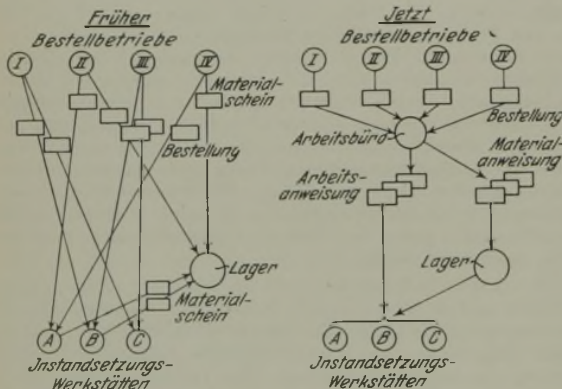 Früher
Bestellbetriebe
I II III IV
Material-
schein
Bestellung
Lager
Material-
schein
A B C
Jnstandsetzungs-
Werkstätten
Jetzt
Bestellbetriebe
I II III IV
Bestellung
Arbeitsbüro
Material-
anweisung
Arbeits-
anweisung
Lager
A B C
Jnstandsetzungs-
Werkstätten